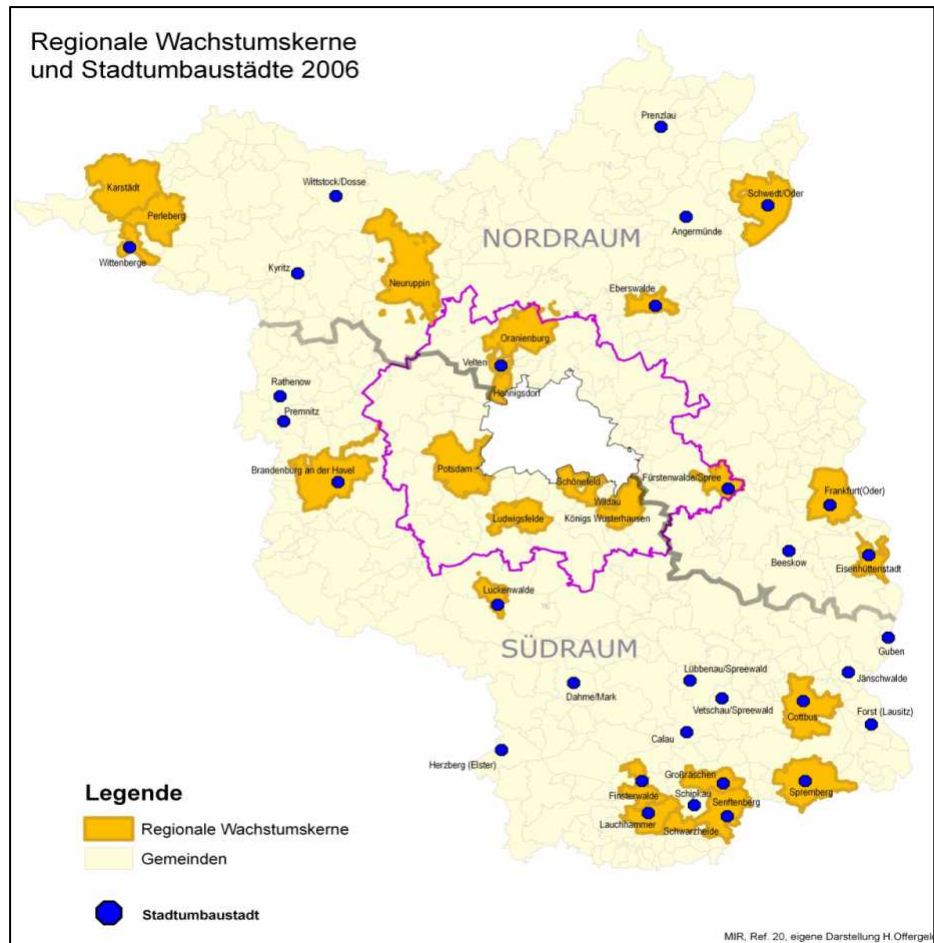 Regionale Wachstumskerne
und Stadtumbaustädte 2006
Prenzlau
Karstädt
Wittstock/Dosse
Schwedt/Oder
Perleberg
Angermünde
NORDRAUM
Wittenberge
Kyritz
Neuruppin
Eberswalde
Oranienburg
Velten
Rathenow
Hennigsdorf
Premnitz
Brandenburg an der Havel
Potsdam
Schönefeld
Fürstenwalde/Spree
Frankfurt(Oder)
Wildau
Ludwigsfelde
Königs Wusterhausen
Beeskow
Eisenhüttenstadt
Luckenwalde
SÜDRAUM
Guben
Lübbenau/Spreewald
Jänschwalde
Dahme/Mark
Vetschau/Spreewald
Cottbus
Forst (Lausitz)
Calau
Herzberg (Elster)
Großräschen
Finsterwalde
Schipkau
Senftenberg
Spremberg
Lauchhammer
Schwarzheide
Legende
Regionale Wachstumskerne
Gemeinden
Stadtumbaustadt
MIR, Ref. 20, eigene Darstellung H.Offergeld